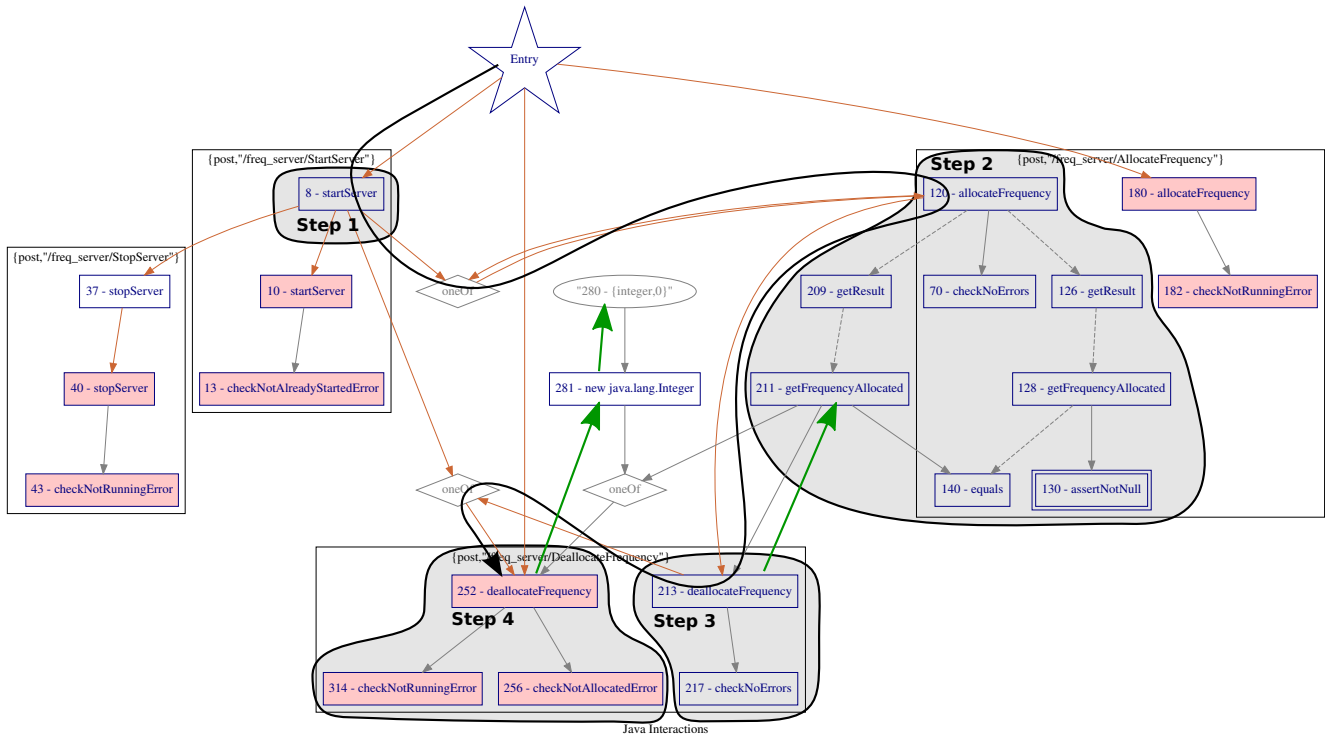 Entry
{post,"/freq_server/StartServer"}
Step 2
{post,"/freq_server/AllocateFrequency"}
8 - startServer
120 - allocateFrequency
180 - allocateFrequency
Step 1
{post,"/freq_server/StopServer"}
37 - stopServer
10 - startServer
oneOf
"280 - {integer,0}"
209 - getResult
70 - checkNoErrors
126 - getResult
182 - checkNotRunningError
40 - stopServer
13 - checkNotAlreadyStartedError
281 - new java.lang.Integer
211 - getFrequencyAllocated
128 - getFrequencyAllocated
43 - checkNotRunningError
oneOf
oneOf
140 - equals
130 - assertNotNull
{post,"/freq_server/DeallocateFrequency"}
252 - deallocateFrequency
213 - deallocateFrequency
Step 4
Step 3
314 - checkNotRunningError
256 - checkNotAllocatedError
217 - checkNoErrors
Java Interactions